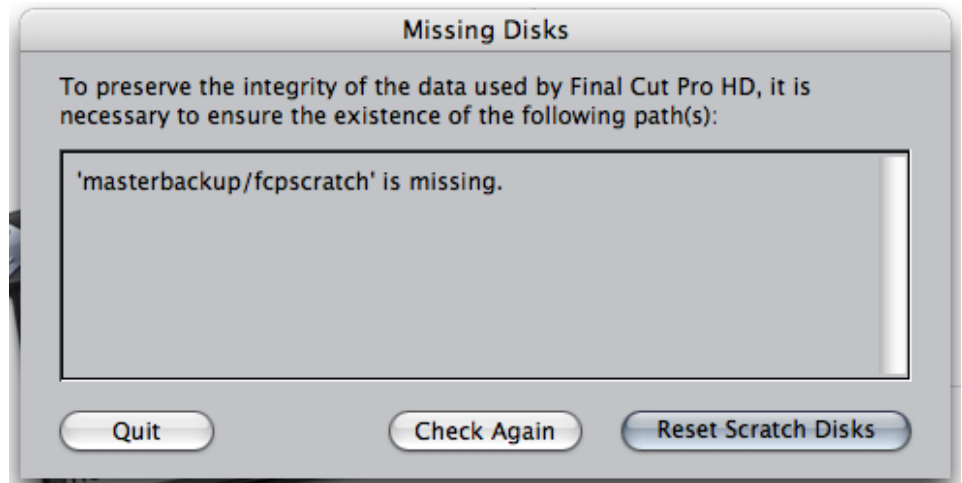 Missing Disks
To preserve the integrity of the data used by Final Cut Pro HD, it is
necessary to ensure the existence of the following path(s):
'masterbackup/fcpscratch' is missing.
Quit
Check Again
Reset Scratch Disks